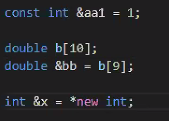 const int &aa1 = 1;
double b[10];
double &bb = b[9];
int &x = *new int;